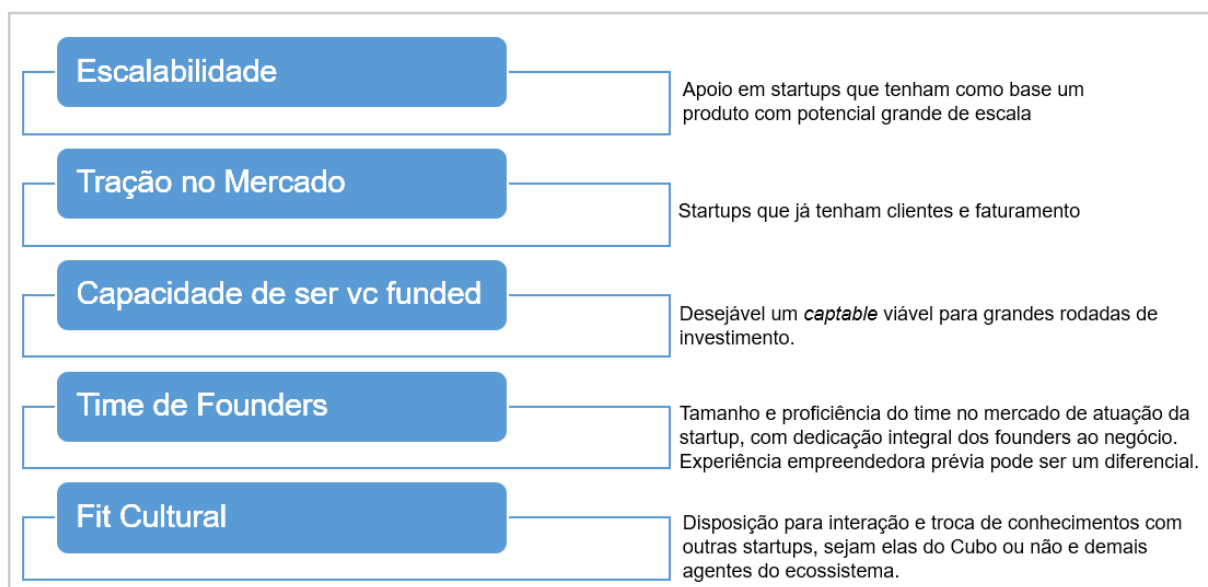 Escalabilidade
Apoio em startups que tenham como base um
produto com potencial grande de escala
Tração no Mercado
Startups que já tenham clientes e faturamento
Capacidade de ser vc funded
Desejável um captable viável para grandes rodadas de
investimento.
Time de Founders
Tamanho e proficiência do time no mercado de atuação da
startup, com dedicação integral dos founders ao negócio.
Experiência empreendedora prévia pode ser um diferencial.
Fit Cultural
Disposição para interação e troca de conhecimentos com
outras startups, sejam elas do Cubo ou não e demais
agentes do ecossistema.